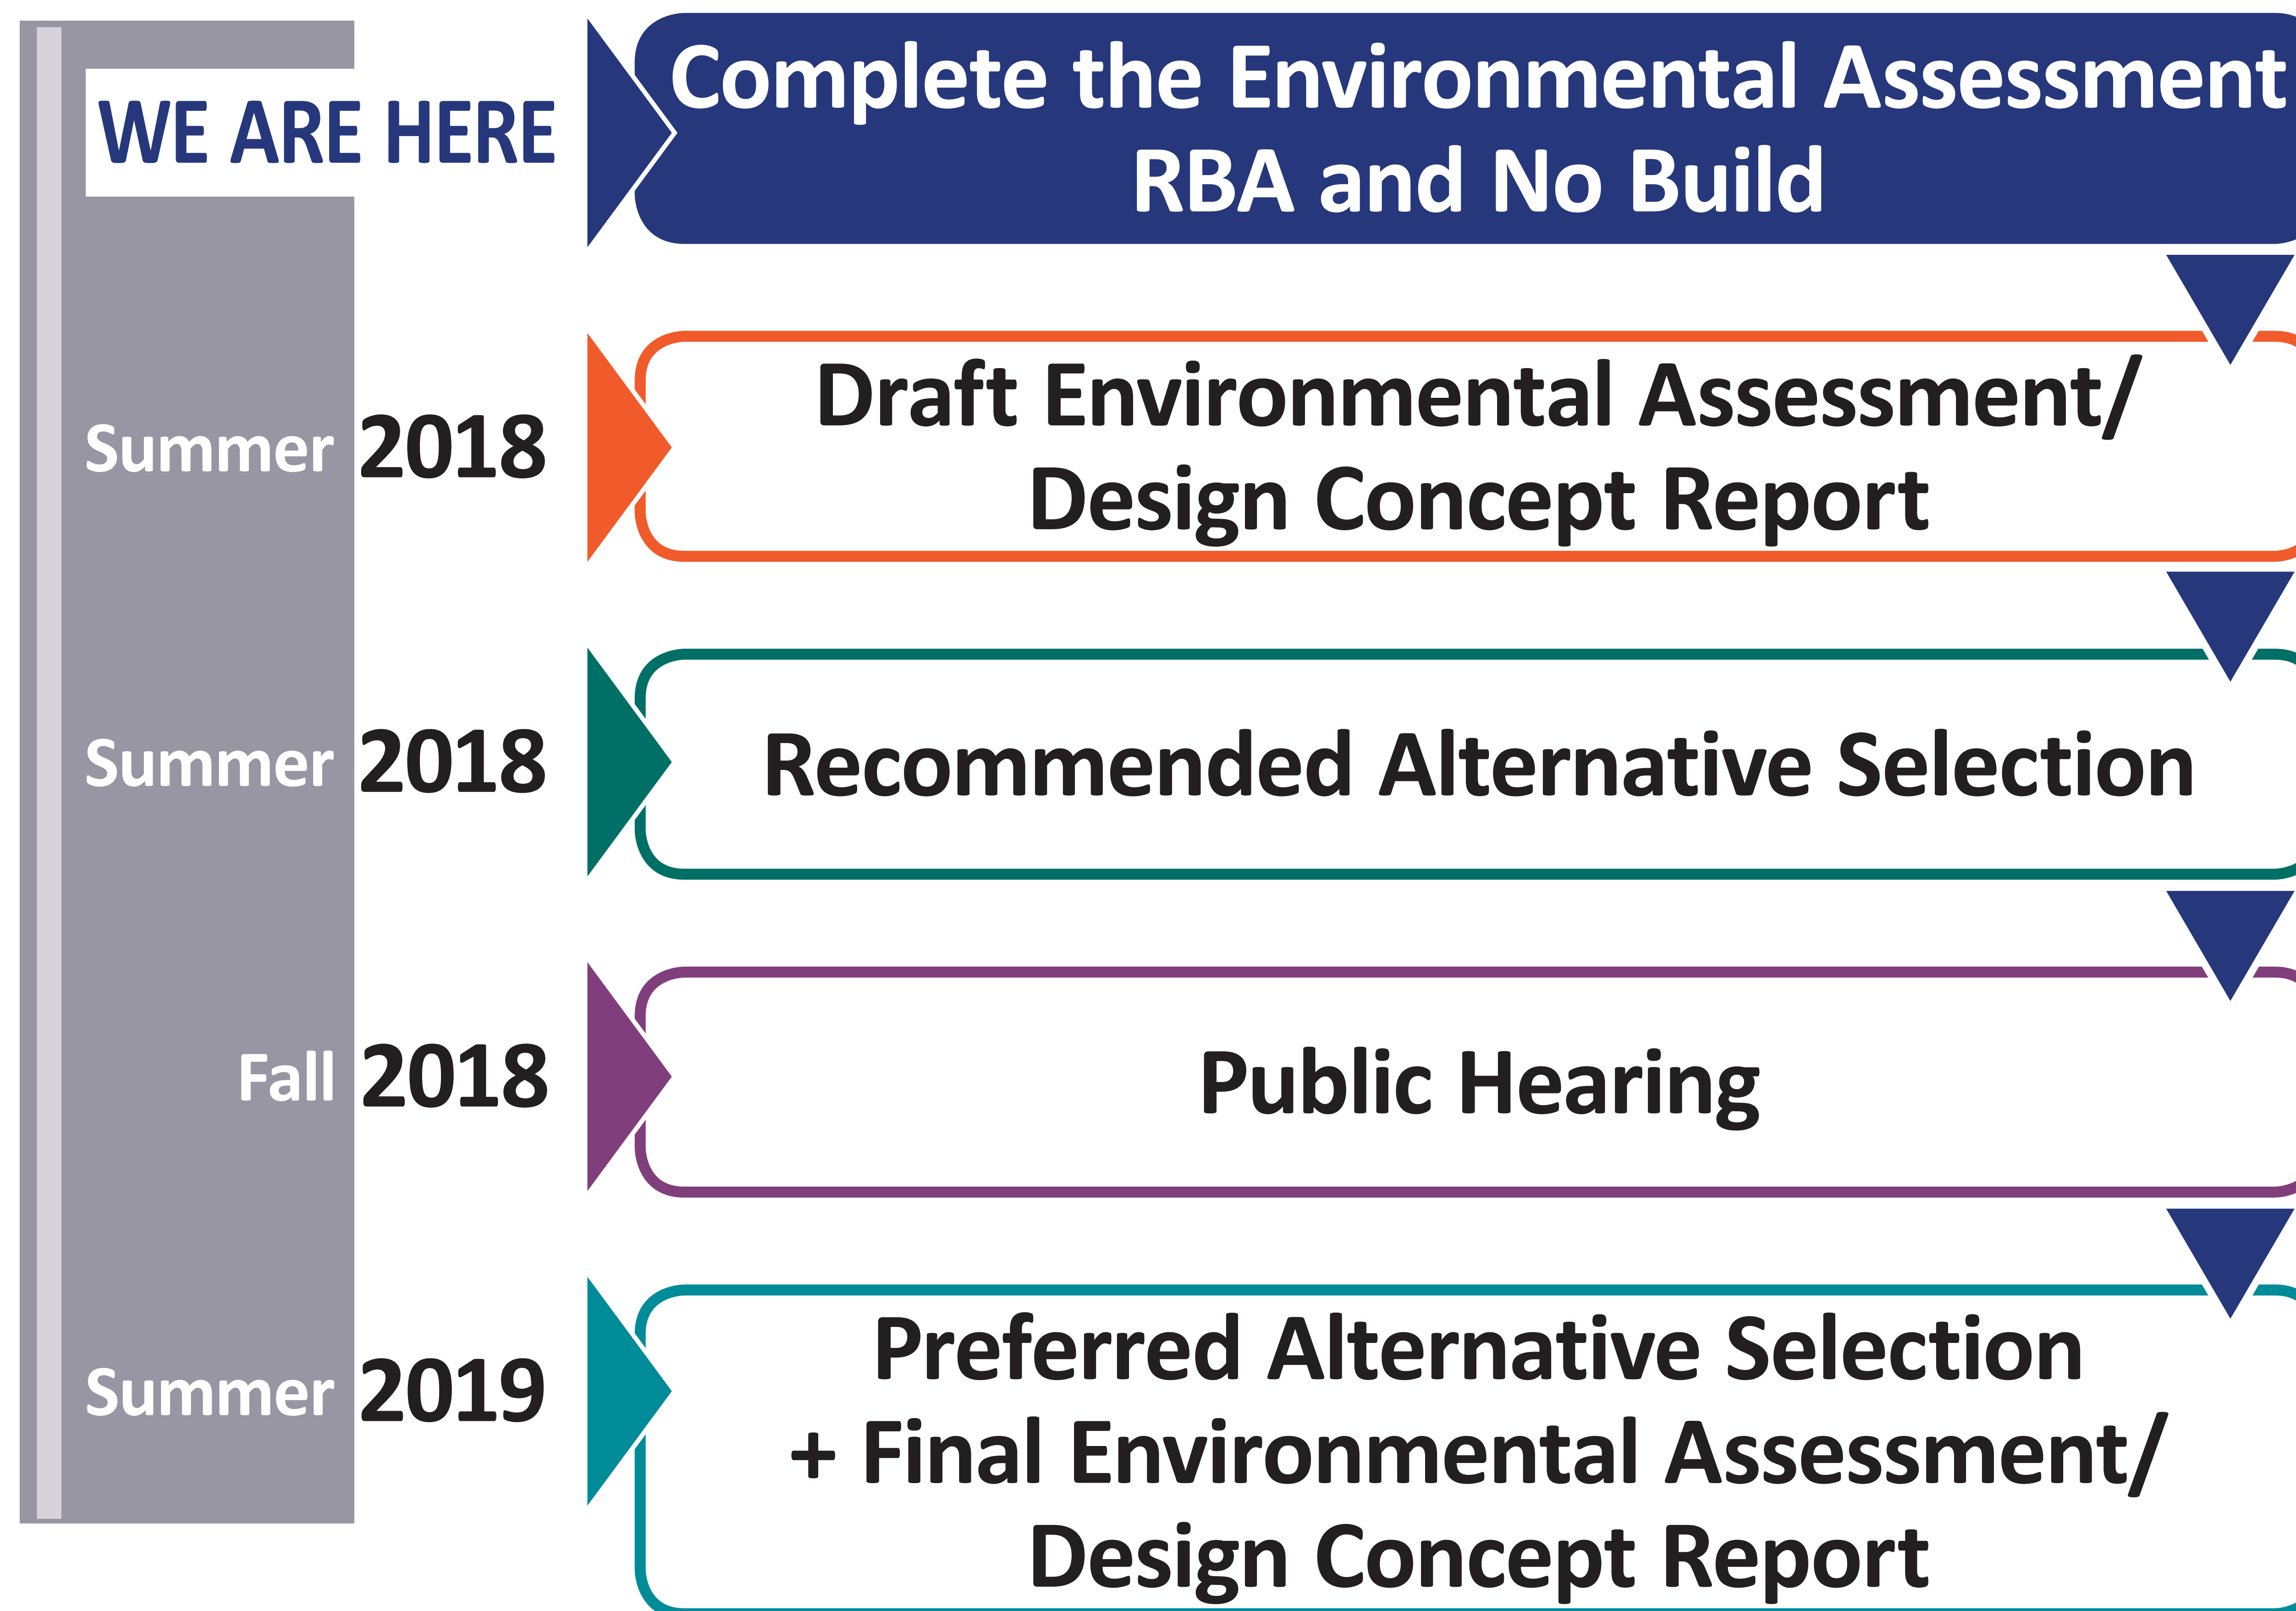 WE ARE HERE
Complete the Environmental Assessment
RBA and No Build
Summer 2018
Draft Environmental Assessment/
Design Concept Report
Summer 2018
Recommended Alternative Selection
Fall 2018
Public Hearing
Summer 2019
Preferred Alternative Selection
+ Final Environmental Assessment/
Design Concept Report